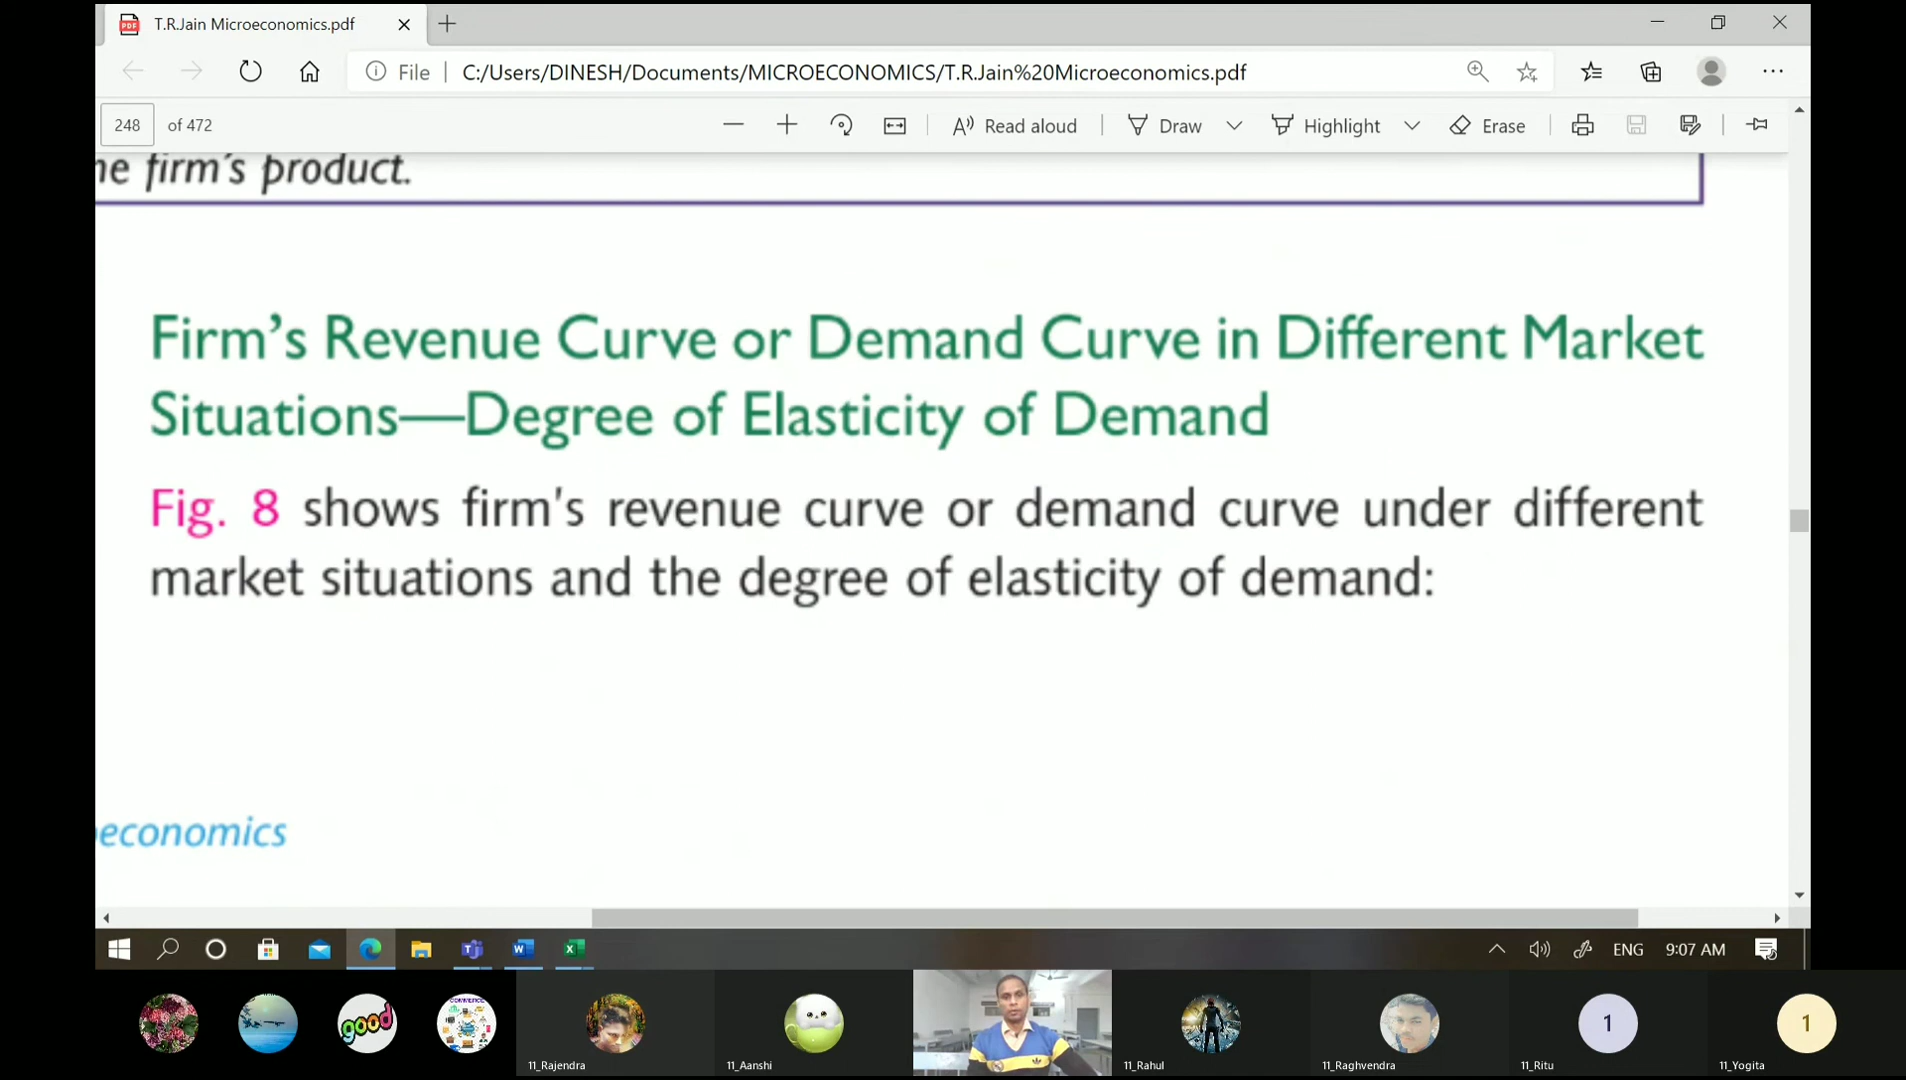 T.R.Jain Microeconomics.pdf
File C:/Users/DINESH/Documents/MICROECONOMICS/T.R.Jain%20Microeconomics.pdf
248 of 472 Read aloud Draw Highlight Erase
firm's product.
Firm's Revenue Curve or Demand Curve in Different Market
Situations—Degree of Elasticity of Demand
Fig. 8 shows firm's revenue curve or demand curve under different
market situations and the degree of elasticity of demand:
economics
ENG 9:07 AM
good
COMMERCE
1
1
11_Rajendra
11_Aanshi
11_Rahul
11_Raghvendra
11_Ritu
11_Yogita